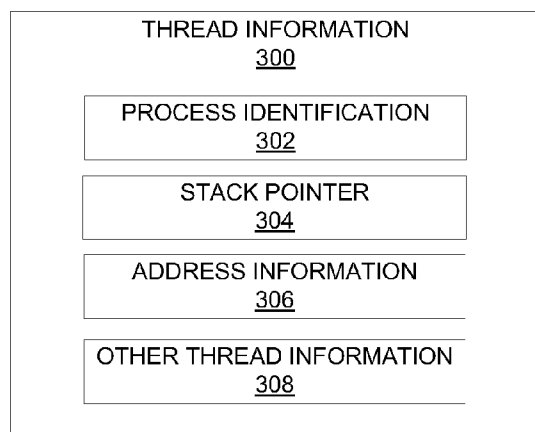 THREAD INFORMATION
300
PROCESS IDENTIFICATION
302
STACK POINTER
304
ADDRESS INFORMATION
306
OTHER THREAD INFORMATION
308